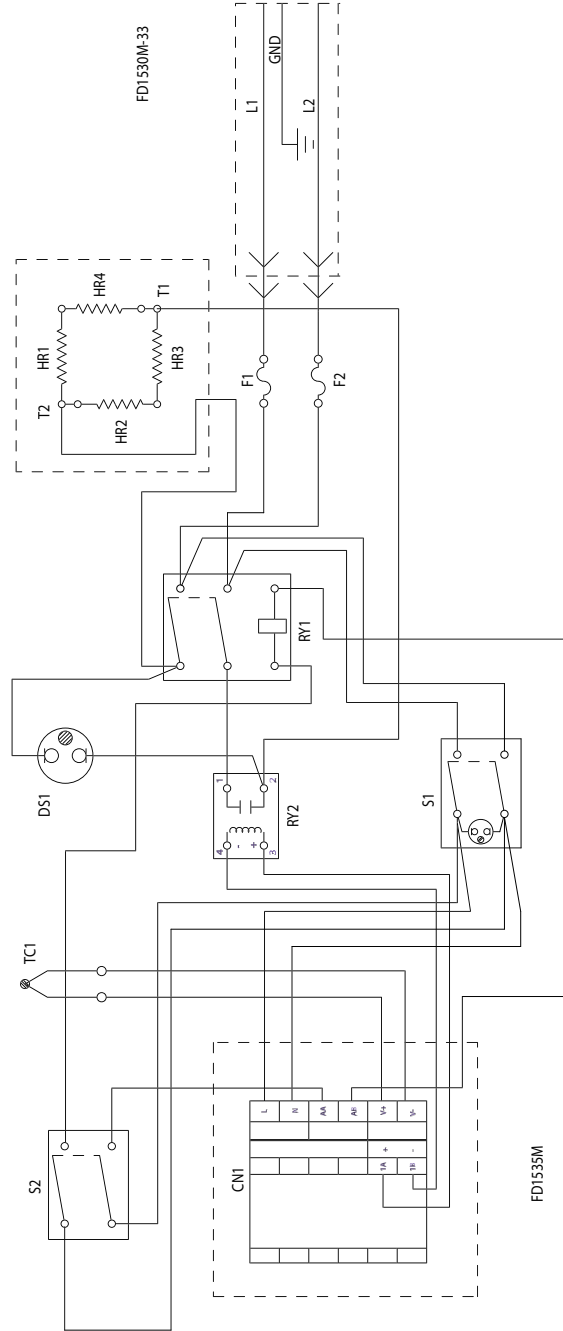 FD1530M-33
L1
GND
L2
HR4
T1
HR1
HR3
T2
HR2
F1
F2
RY1
DS1
1
2
RY2
4
-
+
3
S1
TC1
S2
CN1
L
N
AA
AB
V+
V-
+
-
1A
1B
FD1535M